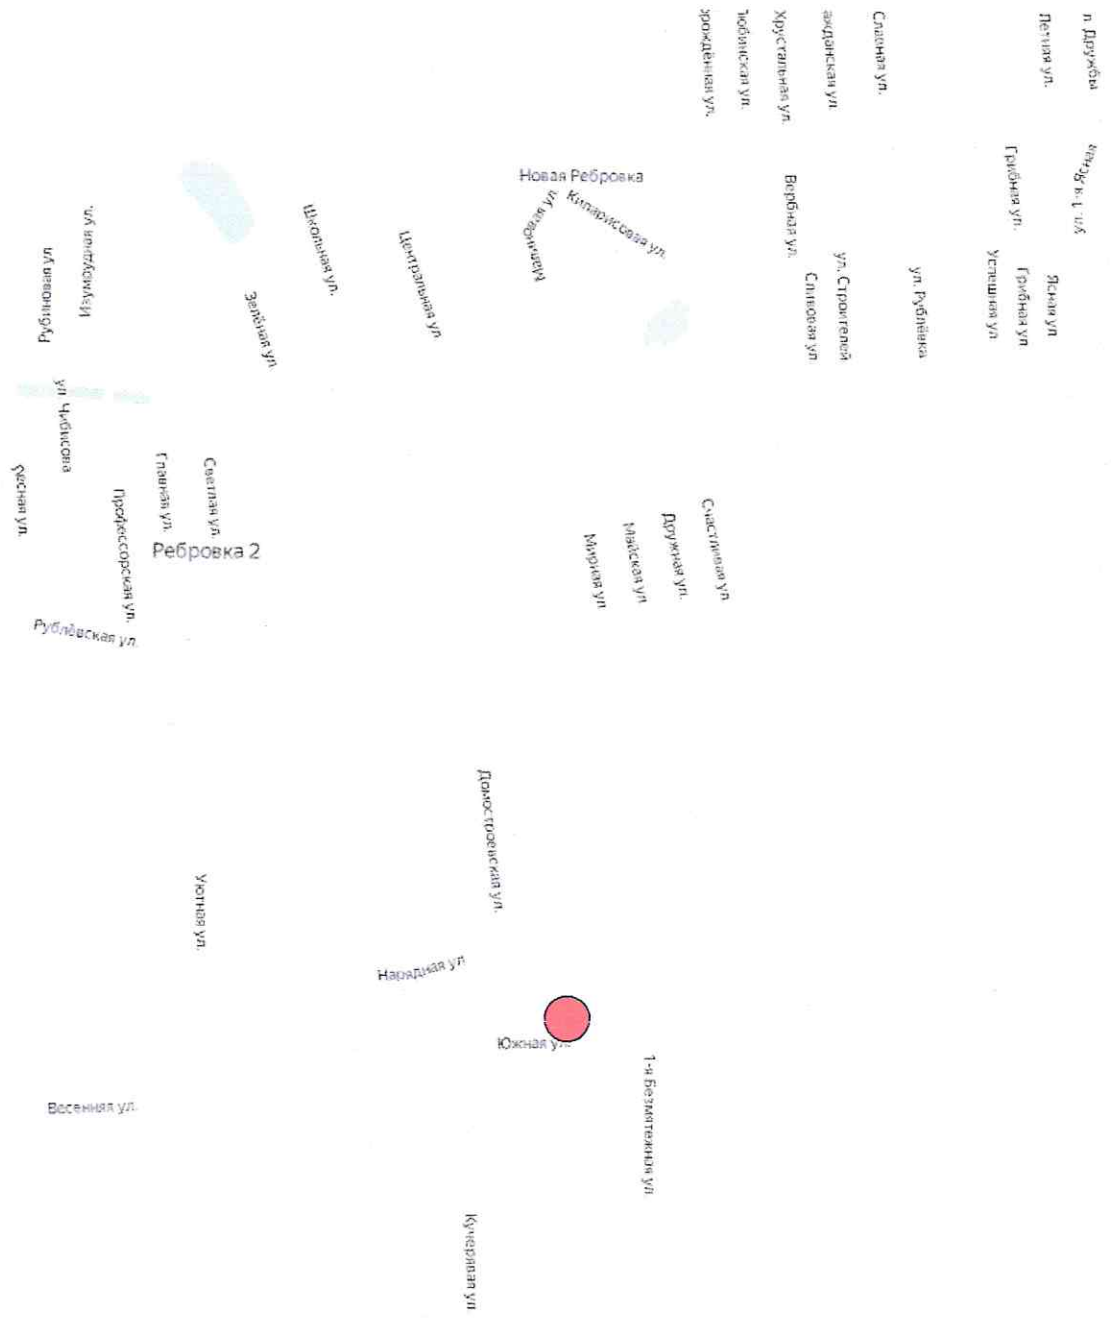 Хрустальная ул.
Славная ул.
Летняя ул.
Дружбы
Грибная ул.
Новая Ребровка
Кипарисовая ул.
Вербная ул.
Школьная ул.
Центральная ул.
Изумрудная ул.
Рубиновая ул.
Зелёная ул.
ул. Строителей
Сливовая ул.
ул. Рублёвка
Успешная ул.
Грибная ул.
Ясная ул.
ул. Чибисова
Главная ул.
Светлая ул.
Профессорская ул.
Ребровка 2
Счастливая ул.
Дружная ул.
Майская ул.
Мирная ул.
Рублёвская ул.
Домостроевская ул.
Уютная ул.
Нарядная ул.
Южная ул.
1-я Безмятежная ул.
Весенняя ул.
Кучерявая ул.